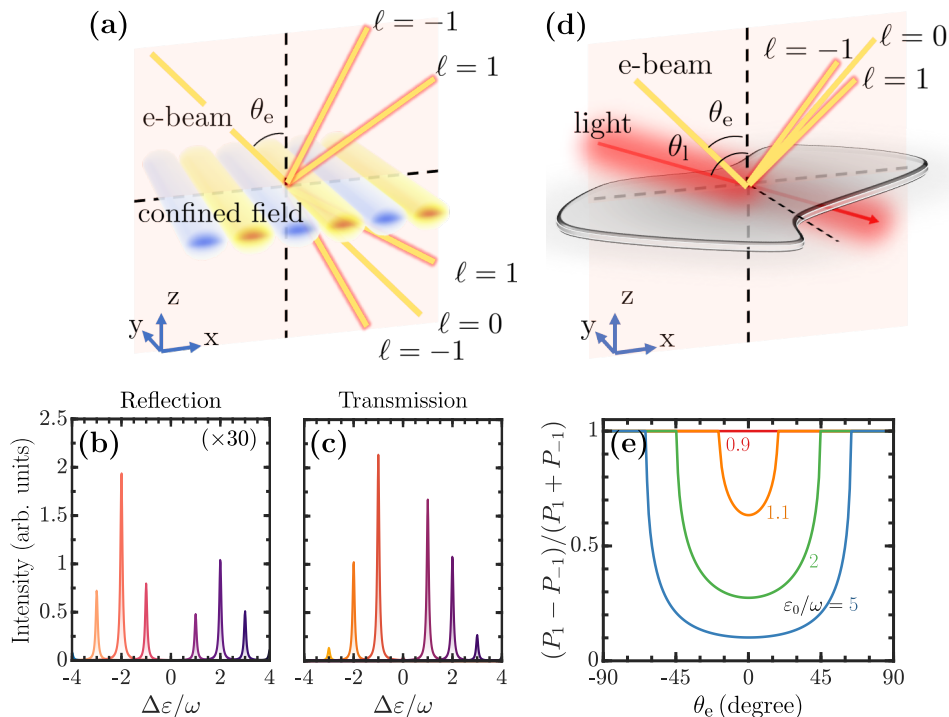 (a)
ℓ = −1
ℓ = 1
θe
e-beam
confined field
ℓ = 1
ℓ = 0
ℓ = −1
z
y
x
(d)
ℓ = 0
ℓ = −1
ℓ = 1
e-beam
θe
light
θl
z
y
x
Reflection
(b)
(×30)
Intensity (arb. units)
2.5
2
1.5
1
0.5
0
-4 -2 0 2 4
Δε/ω
Transmission
(c)
-4 -2 0 2 4
Δε/ω
(e)
(P1 − P−1)/(P1 + P−1)
1
0.5
0
0.9
1.1
2
ε0/ω = 5
-90 -45 0 45 90
θe (degree)